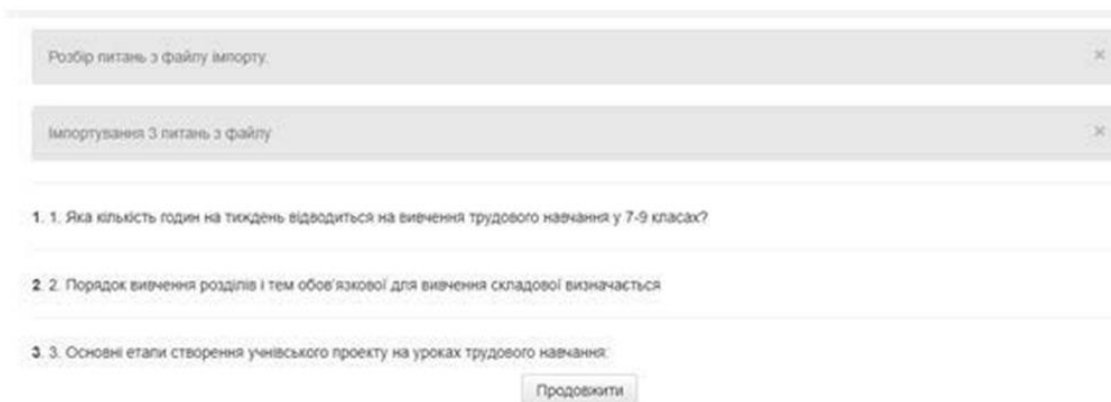 Розбір питань з файлу імпорту.
×
Імпортування 3 питань з файлу
×
1. 1. Яка кількість годин на тиждень відводиться на вивчення трудового навчання у 7-9 класах?
2. 2. Порядок вивчення розділів і тем обов'язкової для вивчення складової визначається
3. 3. Основні етапи створення учнівського проекту на уроках трудового навчання:
Продовжити